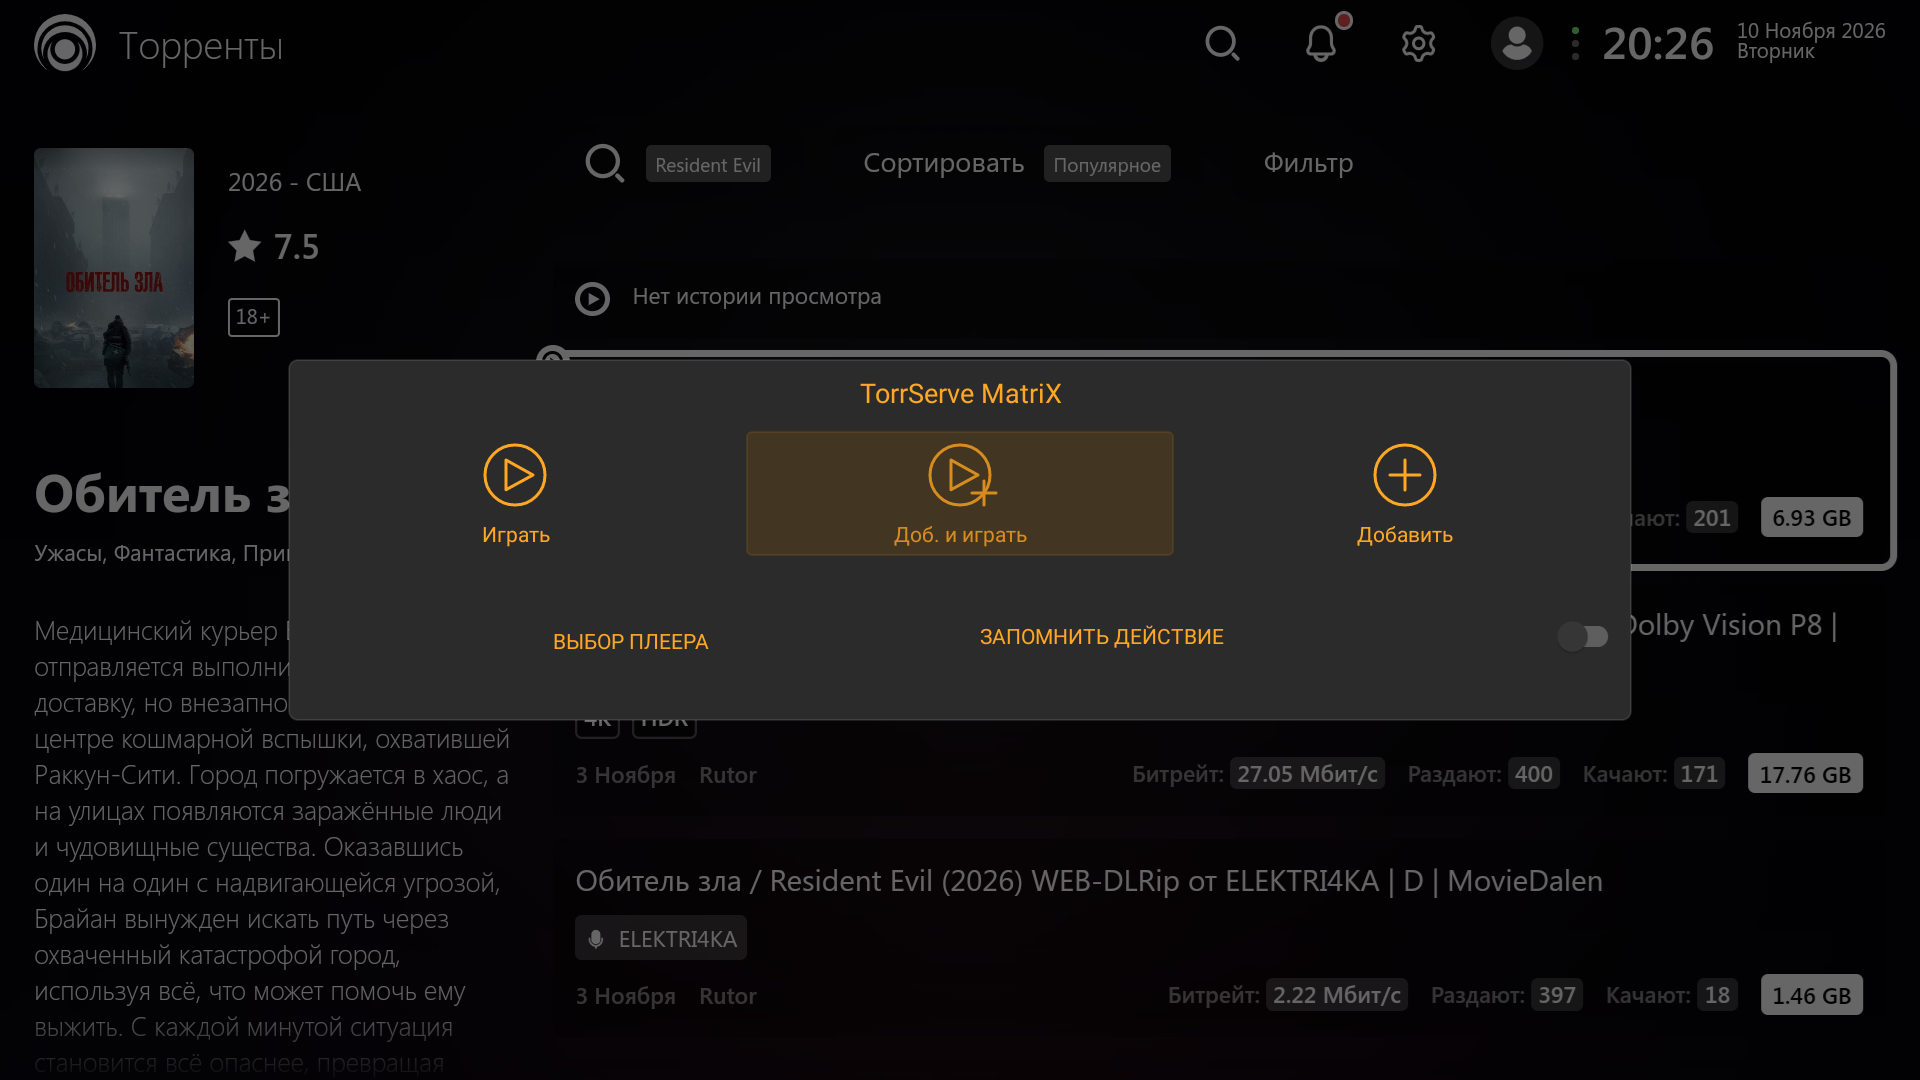 Торренты
20:26
10 Ноября 2026
Вторник
ОБИТЕЛЬ ЗЛА
2026 - США
7.5
18+
Resident Evil
Сортировать
Популярное
Фильтр
Нет истории просмотра
TorrServe MatriX
Играть
Доб. и играть
Добавить
ВЫБОР ПЛЕЕРА
ЗАПОМНИТЬ ДЕЙСТВИЕ
201
6.93 GB
Обитель
Ужасы, Фантастика,
Медицинский курьер
отправляется
доставку, но внезапно
центре кошмарной вспышки, охватившей
Раккун-Сити. Город погружается в хаос, а
на улицах появляются заражённые люди
и чудовищные существа. Оказавшись
один на один с надвигающейся угрозой,
Брайан вынужден искать путь через
охваченный катастрофой город,
используя всё, что может помочь ему
выжить. С каждой минутой ситуация
становится всё опаснее, превращая
Dolby Vision P8 |
4K
HDR
3 Ноября Rutor
Битрейт: 27.05 Мбит/с Раздают: 400 Качают: 171 17.76 GB
Обитель зла / Resident Evil (2026) WEB-DLRip от ELEKTRI4KA | D | MovieDalen
ELEKTRI4KA
3 Ноября Rutor
Битрейт: 2.22 Мбит/с Раздают: 397 Качают: 18 1.46 GB